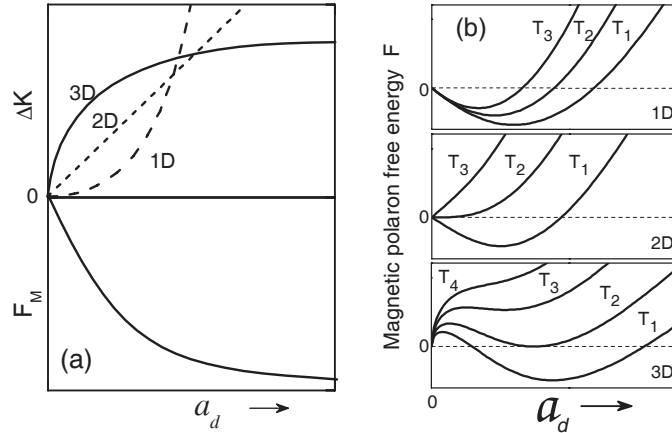 ΔK
0
F_M
3D
2D
1D
(a)
a_d
Magnetic polaron free energy F
(b)
0
T_3
T_2
T_1
1D
0
T_3
T_2
T_1
2D
0
T_4
T_3
T_2
T_1
3D
0
a_d